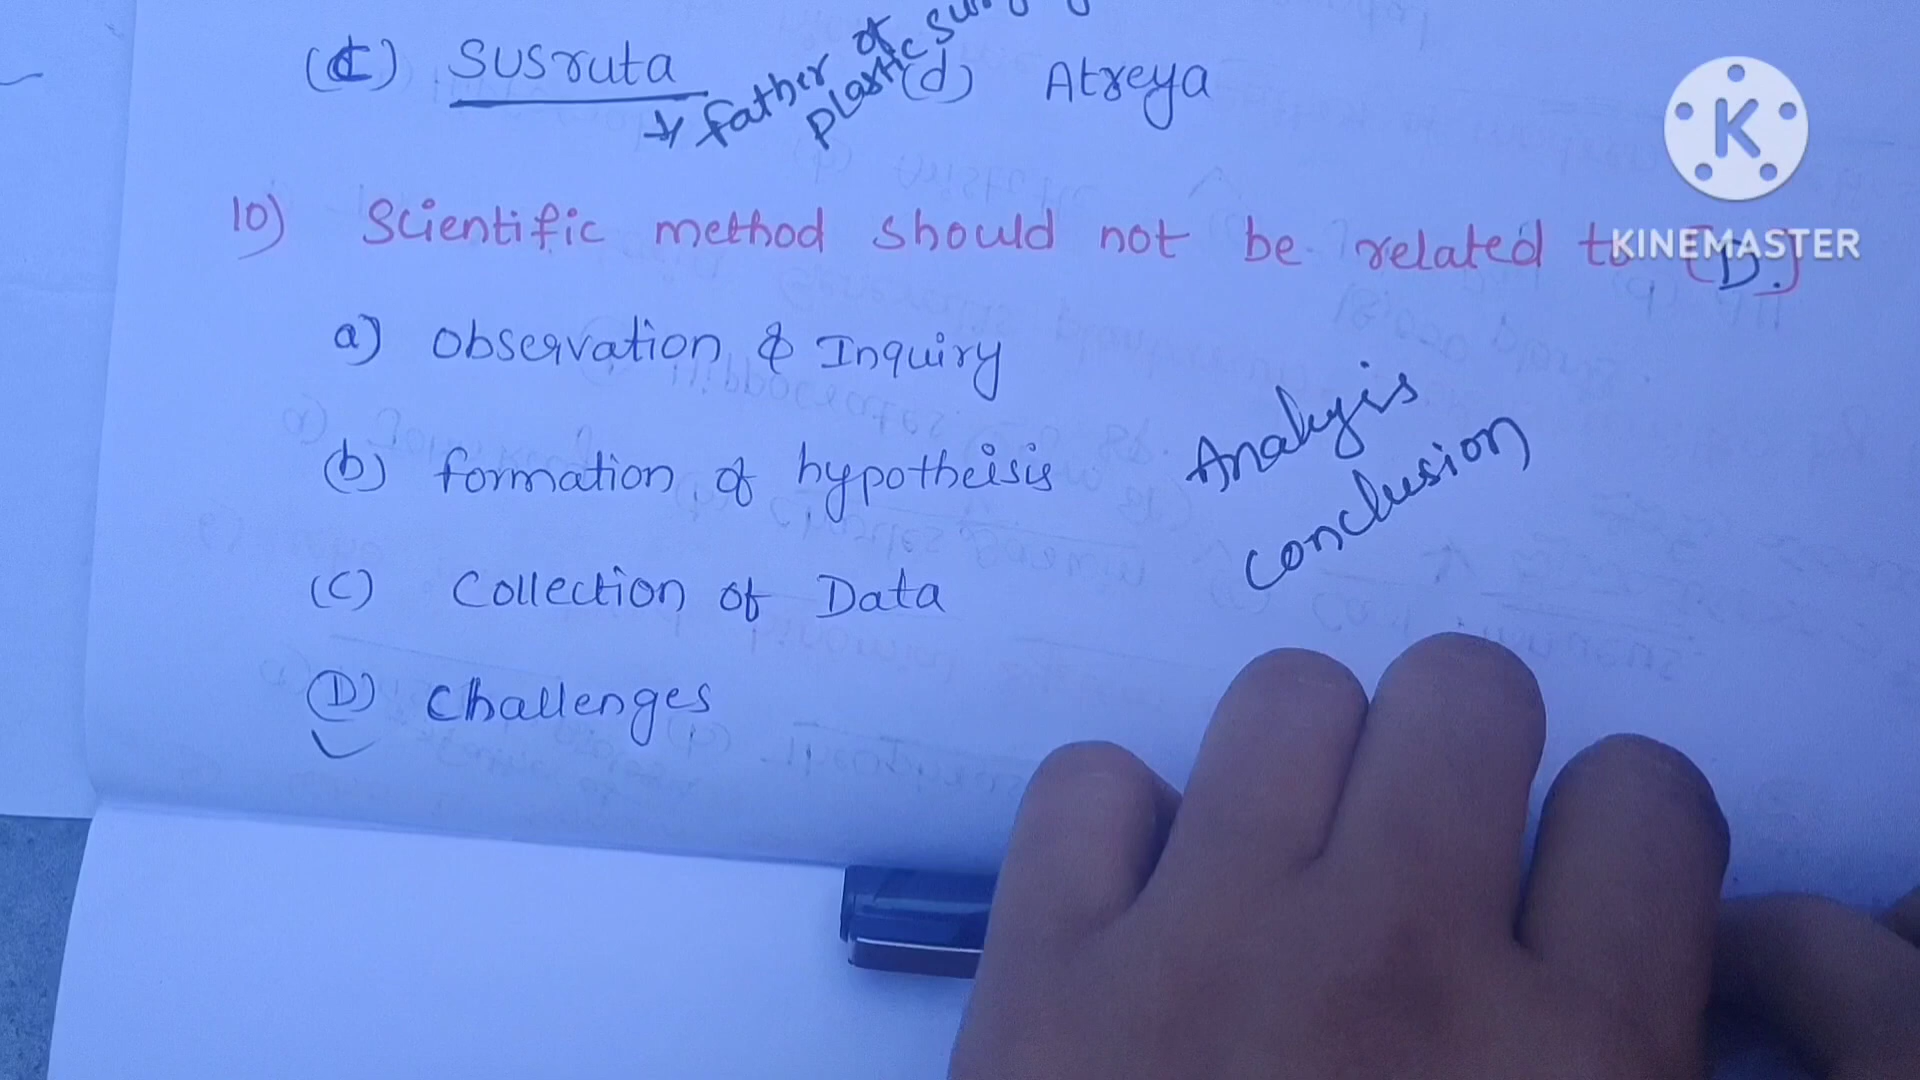 (C) Susruta
→ father of
plastic
(d) Atreya
K
KINEMASTER
10) Scientific method should not be related to [D.]
a) Observation & Inquiry
(b) formation of hypotheisis
Analysis
conclusion
(C) Collection of Data
(D) Challenges